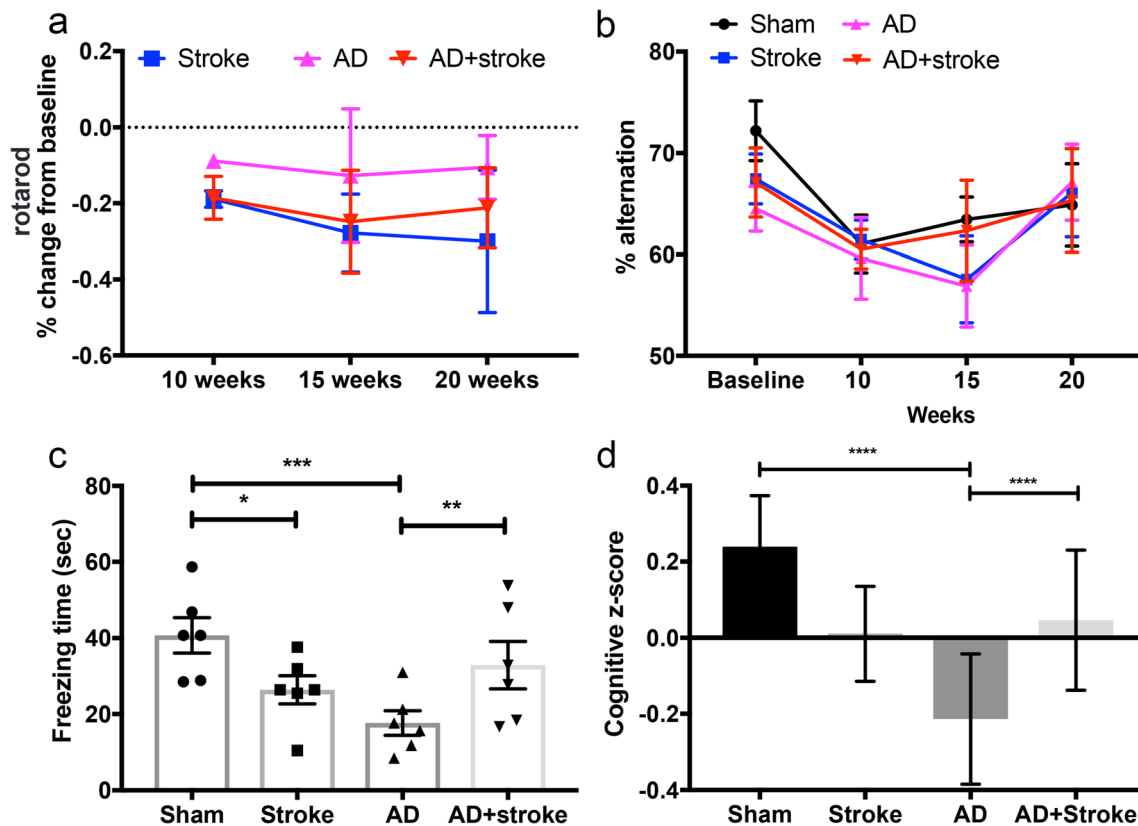 a
Stroke AD AD+stroke
rotarod
% change from baseline
0.2
0.0
-0.2
-0.4
-0.6
10 weeks 15 weeks 20 weeks
b
Sham AD
Stroke AD+stroke
% alternation
80
70
60
50
Baseline 10 15 20
Weeks
c
Freezing time (sec)
80
60
40
20
0
***
*
**
Sham Stroke AD AD+stroke
d
Cognitive z-score
0.4
0.2
0.0
-0.2
-0.4
****
****
Sham Stroke AD AD+Stroke